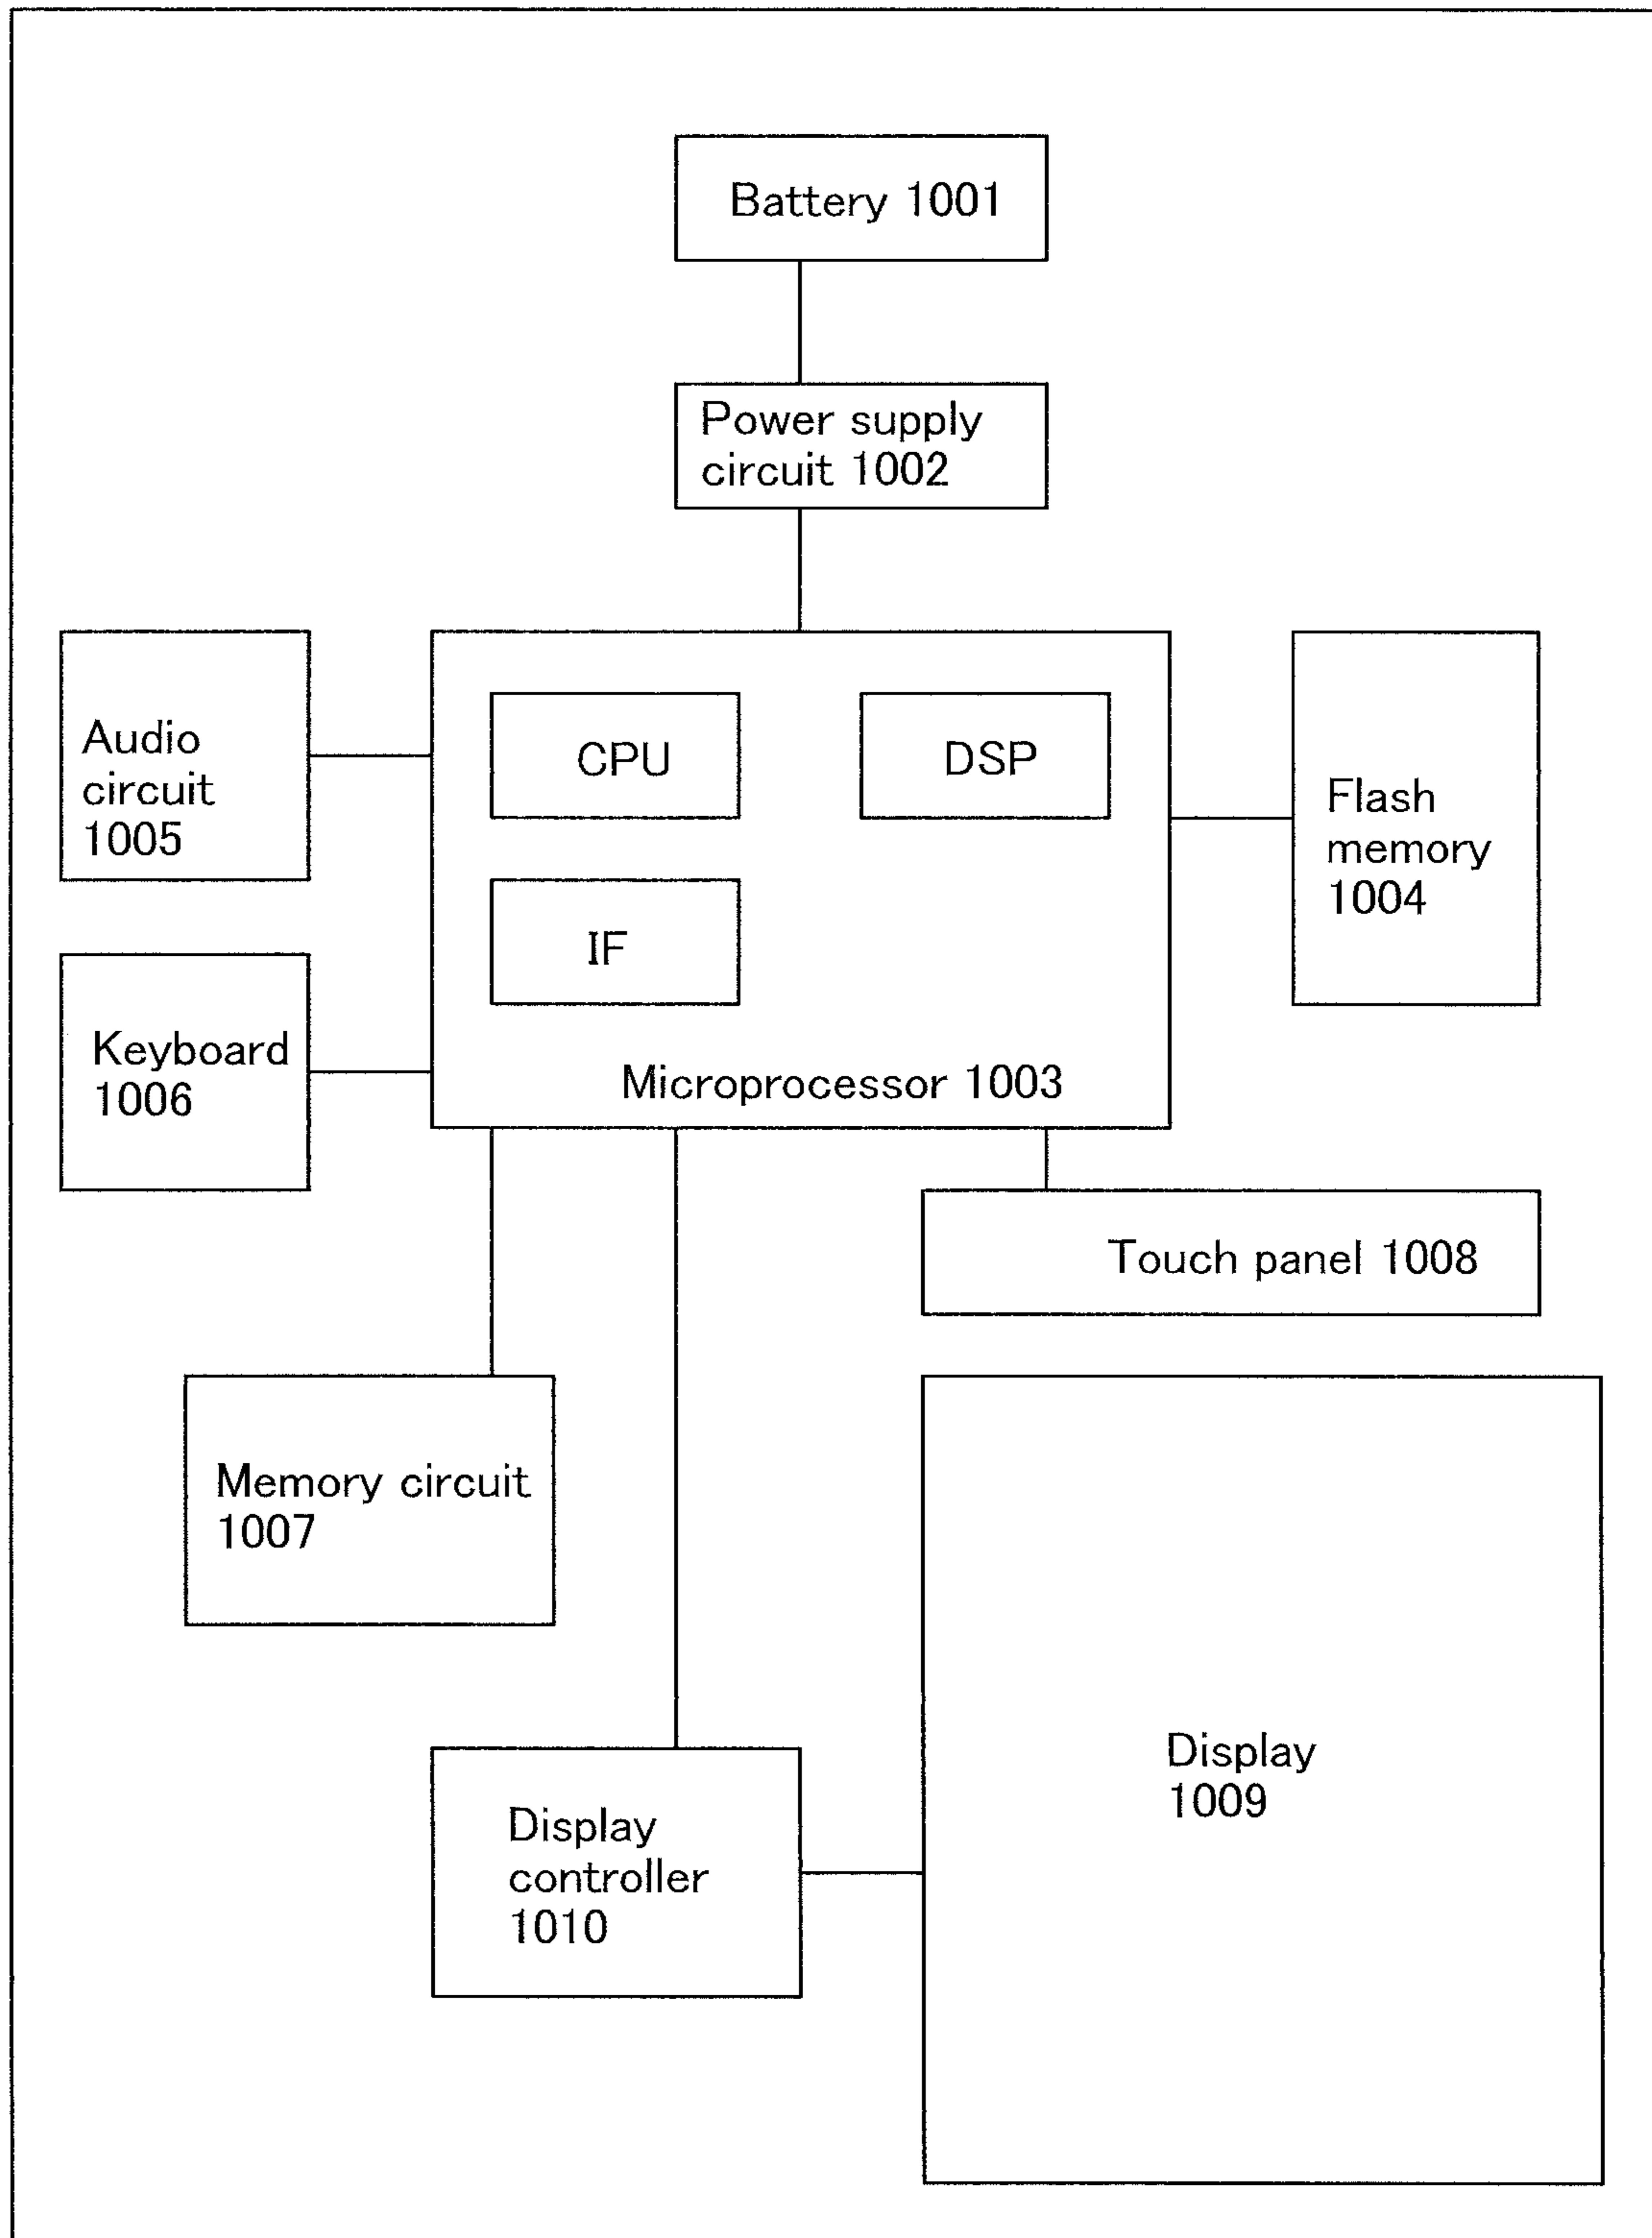 Battery 1001
Power supply
circuit 1002
Audio
circuit
1005
CPU
DSP
Flash
memory
1004
IF
Keyboard
1006
Microprocessor 1003
Touch panel 1008
Memory circuit
1007
Display
1009
Display
controller
1010